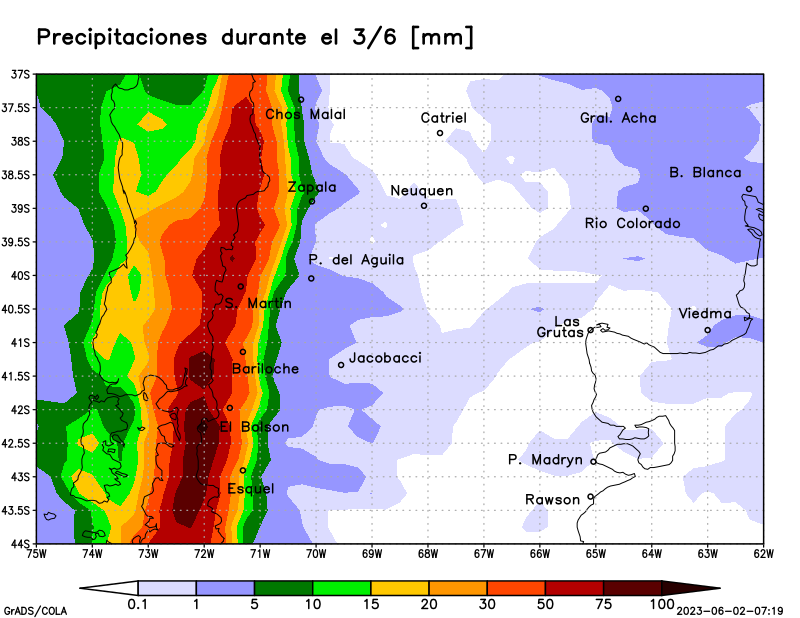 Precipitaciones durante el 3/6 [mm]
37S
37.5S
Chos Malal
Catriel
Gral. Acha
38S
38.5S
B. Blanca
Zapala
Neuquen
39S
Rio Colorado
39.5S
P. del Aguila
40S
S. Martin
40.5S
Viedma
Las
Grutas
41S
Jacobacci
Bariloche
41.5S
42S
El Bolson
42.5S
P. Madryn
43S
Esquel
Rawson
43.5S
44S
75W 74W 73W 72W 71W 70W 69W 68W 67W 66W 65W 64W 63W 62W
0.1 1 5 10 15 20 30 50 75 100
GrADS/COLA
2023-06-02-07:19